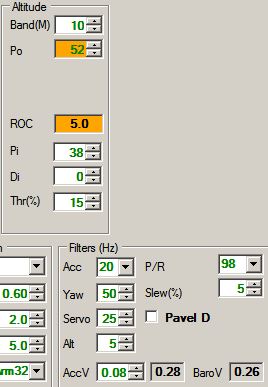 Altitude
Band(M) 10
Po 52
ROC 5.0
Pi 38
Di 0
Thr(%) 15
Filters (Hz)
Acc 20 P/R 98
0.60 Yaw 50 Slew(%) 5
2.0 Servo 25 Pavel D
5.0 Alt 5
rm32 AccV 0.08 0.28 BaroV 0.26